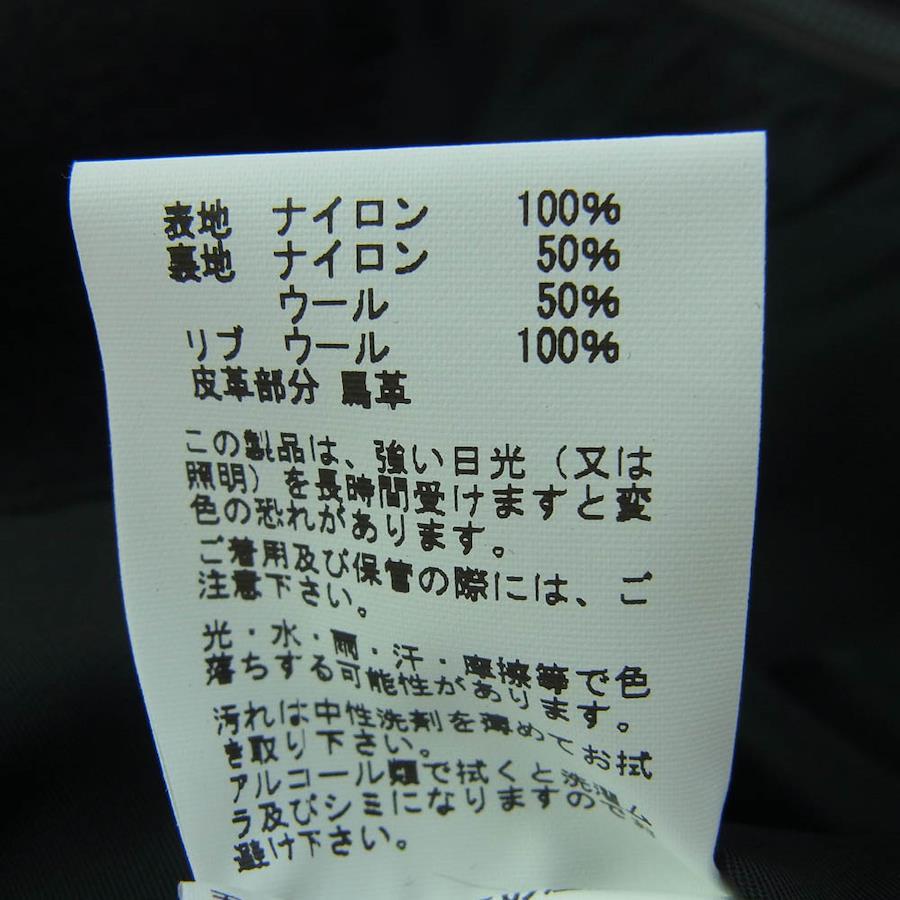 表地 ナイロン 100%
裏地 ナイロン 50%
ウール 50%
リブ ウール 100%
皮革部分 馬革
この製品は、強い日光（又は
照明）を長時間受けますと変
色の恐れがあります。
ご着用及び保管の際には、ご
注意下さい。
光・水・雨・汗・摩擦等で色
落ちする可能性があります。
汚れは中性洗剤を薄めてお拭
き取り下さい。
アルコール類で拭くと洗濯ム
ラ及びシミになりますのでお
避け下さい。